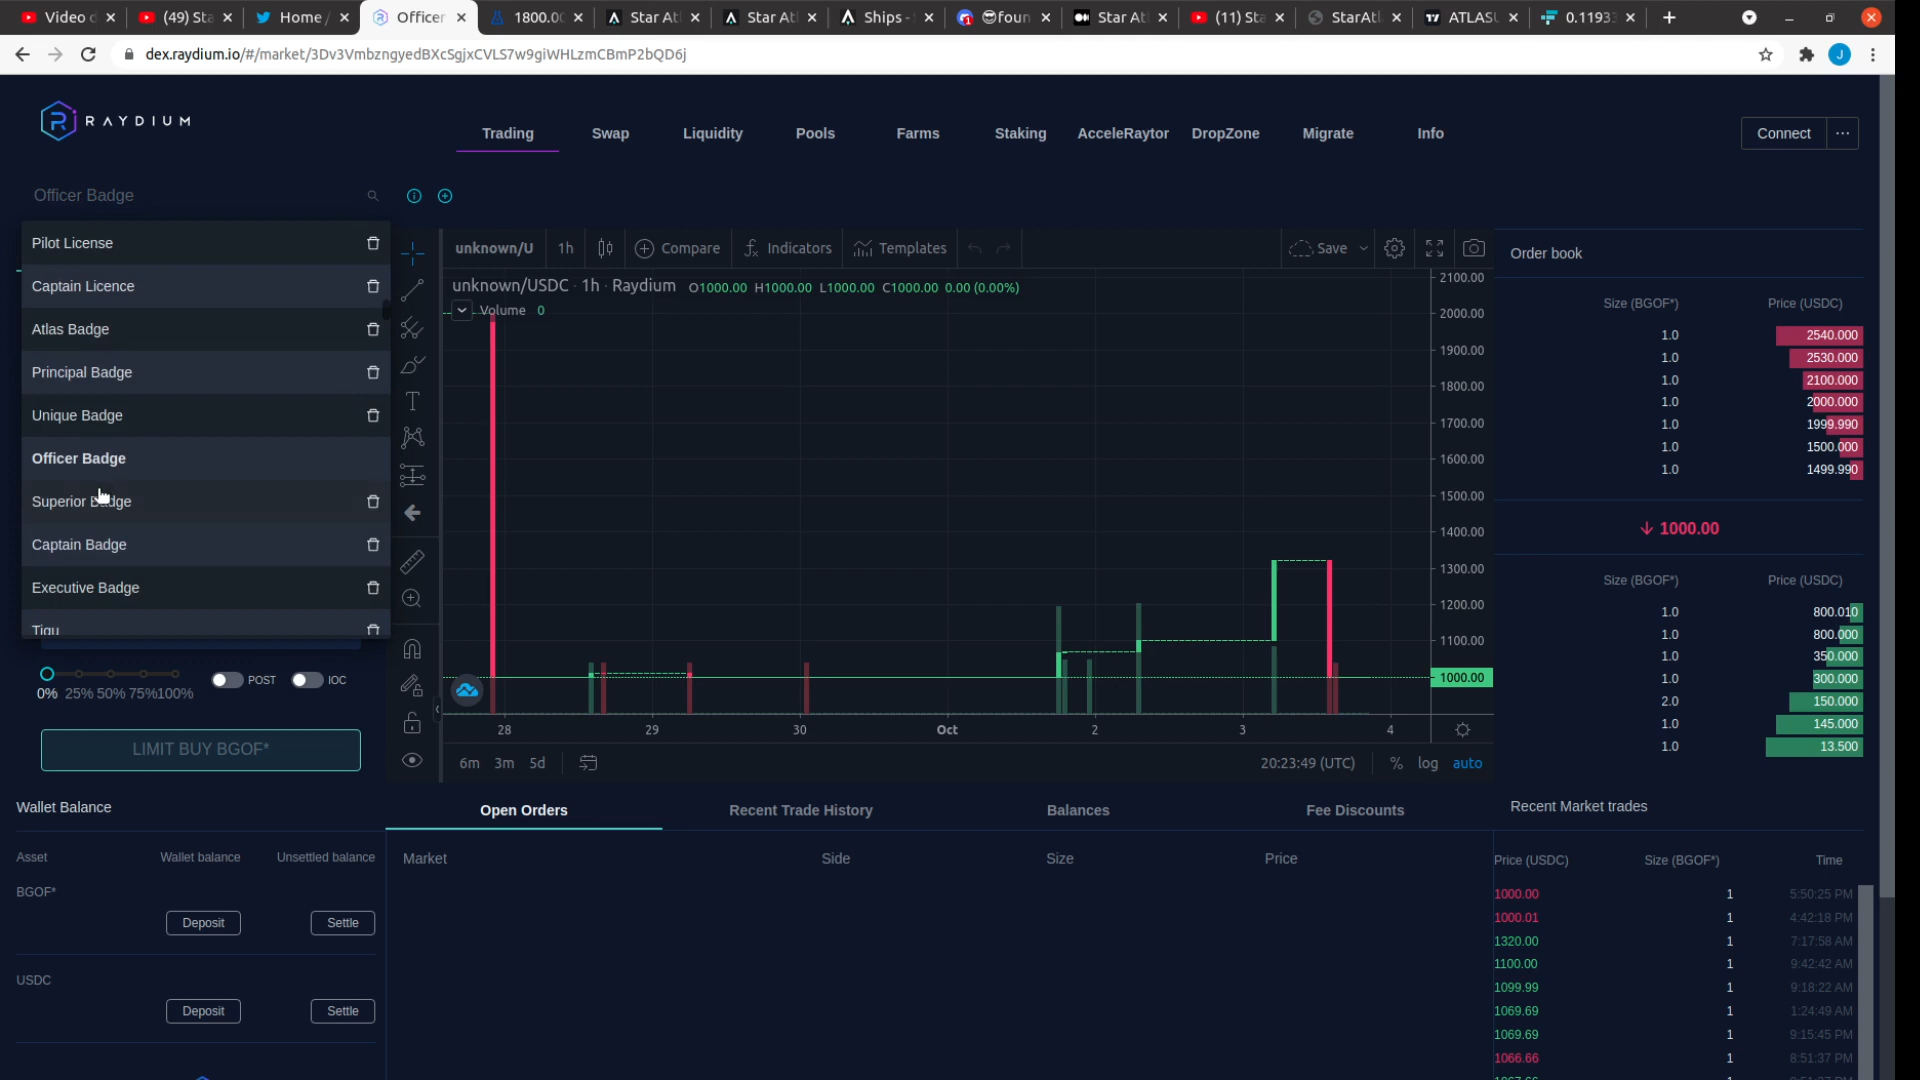 Video d
(49) Sta
Home /
Officer
1800.00
Star At
Star Atl
Ships -
foun
Star At
(11) Sta
StarAtl
ATLASU
0.1193
dex.raydium.io/#/market/3Dv3VmbzngyedBXcSgjxCVLS7w9giWHLzmCBmP2bQD6j
J
RAYDIUM
Trading
Swap
Liquidity
Pools
Farms
Staking
AcceleRaytor
DropZone
Migrate
Info
Connect
Officer Badge
Pilot License
Captain Licence
Atlas Badge
Principal Badge
Unique Badge
Officer Badge
Superior Badge
Captain Badge
Executive Badge
Tigu
0% 25% 50% 75% 100%
POST
IOC
LIMIT BUY BGOF*
unknown/U
1h
Compare
Indicators
Templates
Save
unknown/USDC · 1h · Raydium O1000.00 H1000.00 L1000.00 C1000.00 0.00 (0.00%)
Volume 0
2100.00
2000.00
1900.00
1800.00
1700.00
1600.00
1500.00
1400.00
1300.00
1200.00
1100.00
1000.00
28 29 30 Oct 2 3 4
6m 3m 5d
20:23:49 (UTC) % log auto
Order book
Size (BGOF*) Price (USDC)
1.0 2540.000
1.0 2530.000
1.0 2100.000
1.0 2000.000
1.0 1999.990
1.0 1500.000
1.0 1499.990
↓ 1000.00
Size (BGOF*) Price (USDC)
1.0 800.010
1.0 800.000
1.0 350.000
1.0 300.000
2.0 150.000
1.0 145.000
1.0 13.500
Wallet Balance
Asset Wallet balance Unsettled balance
BGOF*
Deposit Settle
USDC
Deposit Settle
Open Orders
Recent Trade History
Balances
Fee Discounts
Market Side Size Price
Recent Market trades
Price (USDC) Size (BGOF*) Time
1000.00 1 5:50:25 PM
1000.01 1 4:42:18 PM
1320.00 1 7:17:58 AM
1100.00 1 9:42:42 AM
1099.99 1 9:18:22 AM
1069.69 1 1:24:49 AM
1069.69 1 9:15:45 PM
1066.66 1 8:51:37 PM